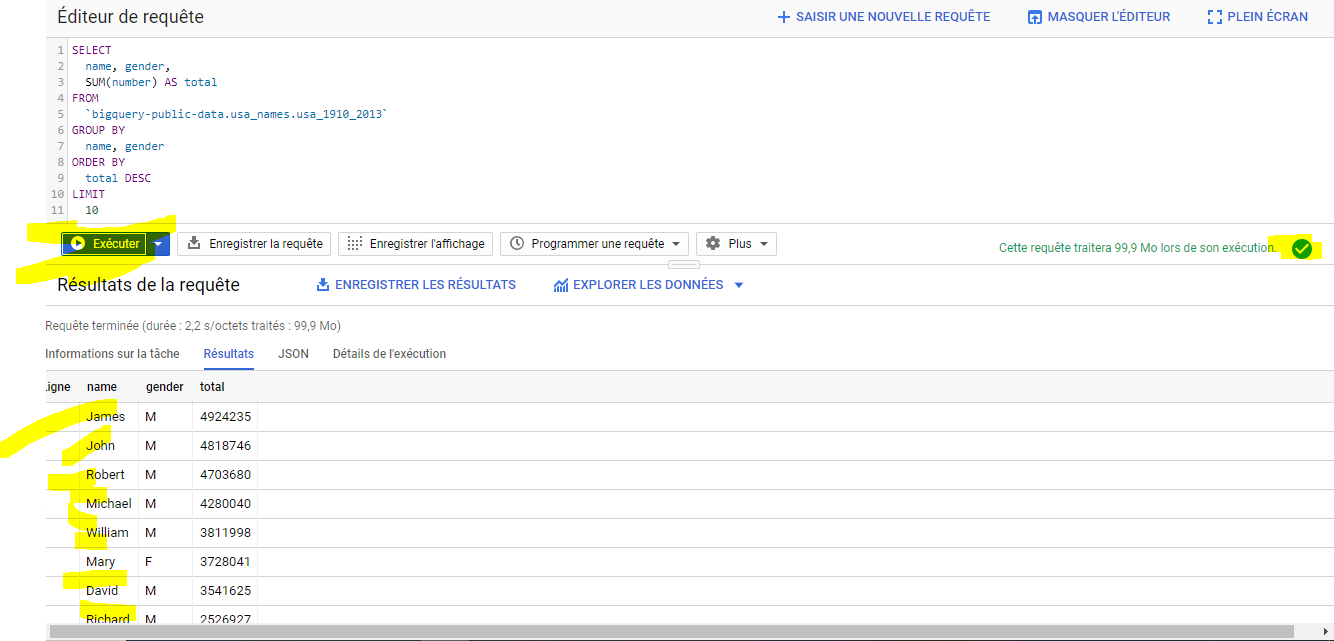 Éditeur de requête
SAISIR UNE NOUVELLE REQUÊTE MASQUER L'ÉDITEUR PLEIN ÉCRAN
1 SELECT
2 name, gender,
3 SUM(number) AS total
4 FROM
5 `bigquery-public-data.usa_names.usa_1910_2013`
6 GROUP BY
7 name, gender
8 ORDER BY
9 total DESC
10 LIMIT
11 10
Exécuter Enregistrer la requête Enregistrer l'affichage Programmer une requête Plus Cette requête traitera 99,9 Mo lors de son exécution.
Résultats de la requête ENREGISTRER LES RÉSULTATS EXPLORER LES DONNÉES
Requête terminée (durée : 2,2 s/octets traités : 99,9 Mo)
Informations sur la tâche Résultats JSON Détails de l'exécution
igne name gender total
James M 4924235
John M 4818746
Robert M 4703680
Michael M 4280040
William M 3811998
Mary F 3728041
David M 3541625
Richard M 2526927